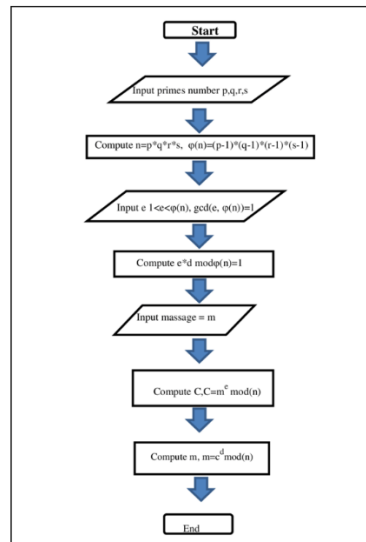 Start
Input primes number p,q,r,s
Compute n=p*q*r*s, φ(n)=(p-1)*(q-1)*(r-1)*(s-1)
Input e 1<e<φ(n), gcd(e, φ(n))=1
Compute e*d modφ(n)=1
Input massage = m
Compute C,C=m^e mod(n)
Compute m, m=c^d mod(n)
End